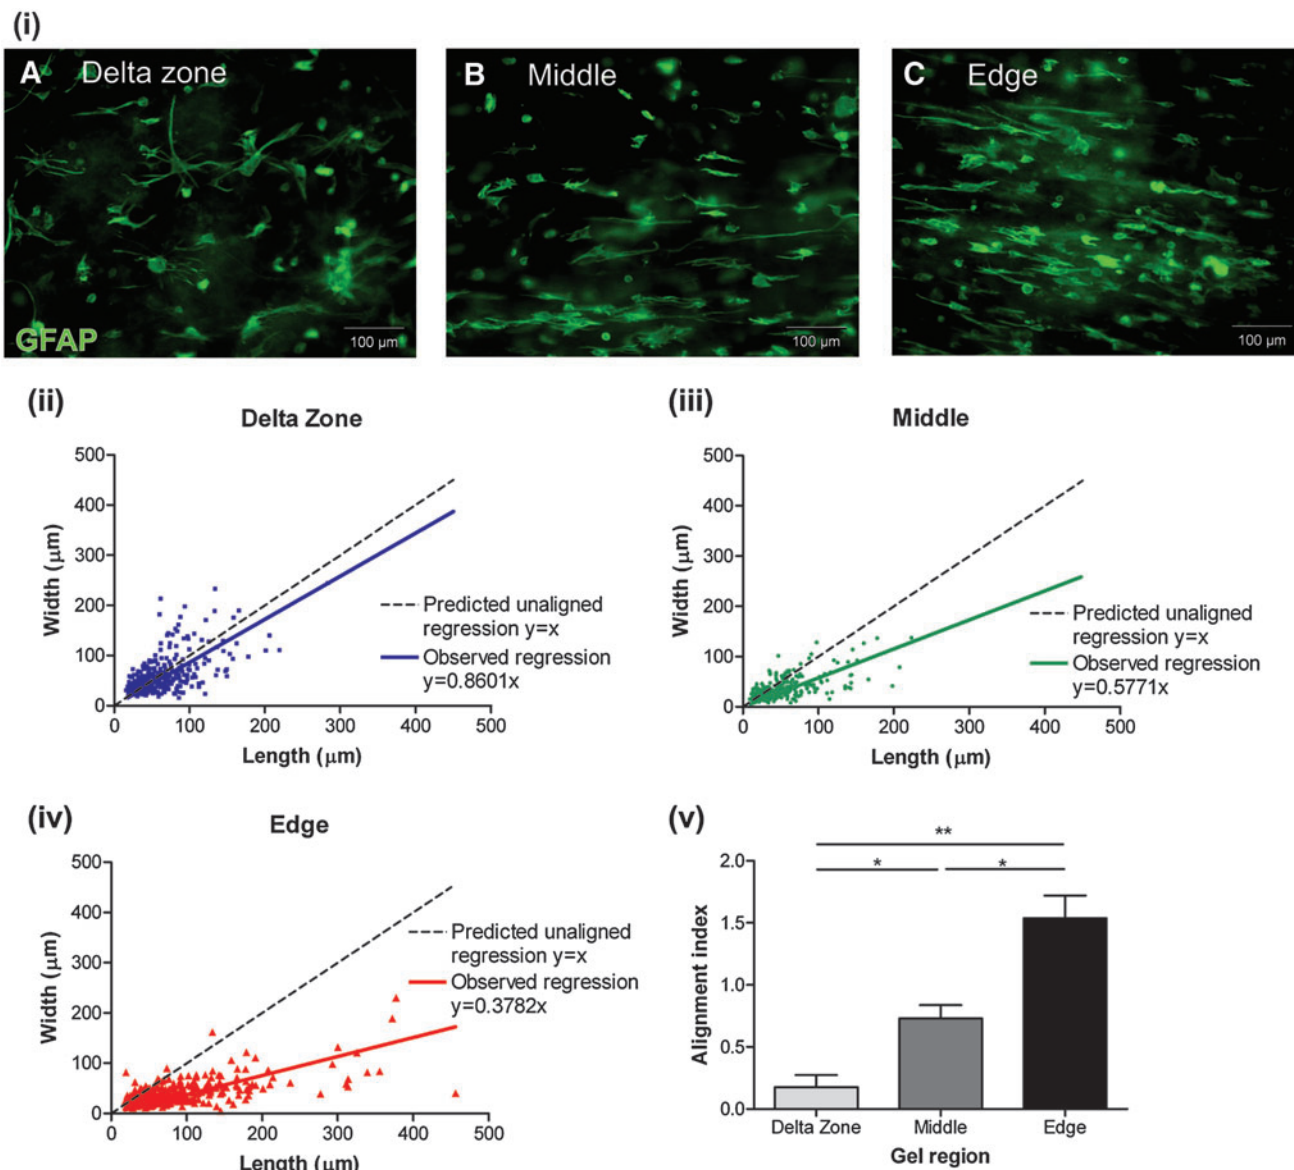 (i)
A Delta zone
B Middle
C Edge
GFAP
100 µm
100 µm
100 µm
(ii)
Delta Zone
500
400
300
200
100
0
Width (µm)
0 100 200 300 400 500
Length (µm)
Predicted unaligned
regression y=x
Observed regression
y=0.8601x
(iii)
Middle
500
400
300
200
100
0
Width (µm)
0 100 200 300 400 500
Length (µm)
Predicted unaligned
regression y=x
Observed regression
y=0.5771x
(iv)
Edge
500
400
300
200
100
0
Width (µm)
0 100 200 300 400 500
Length (µm)
Predicted unaligned
regression y=x
Observed regression
y=0.3782x
(v)
**
* *
2.0
1.5
1.0
0.5
0.0
Alignment index
Delta Zone Middle Edge
Gel region